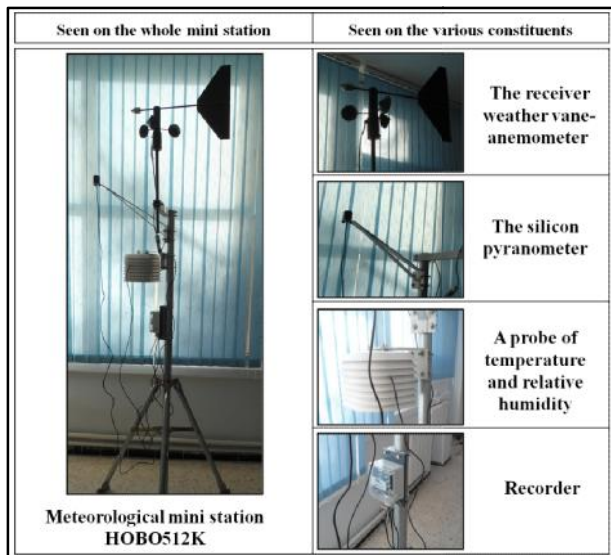 Seen on the whole mini station
Seen on the various constituents
The receiver
weather vane-
anemometer
The silicon
pyranometer
A probe of
temperature
and relative
humidity
Recorder
Meteorological mini station
HOBO512K